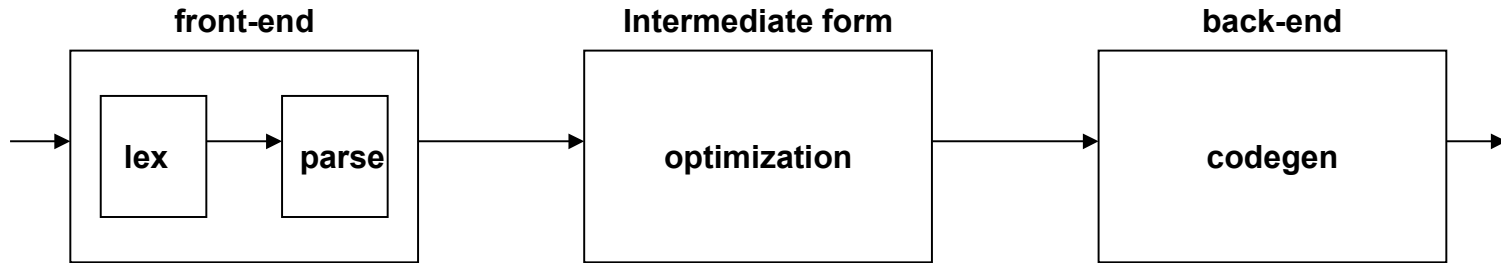 front-end
Intermediate form
back-end
lex
parse
optimization
codegen